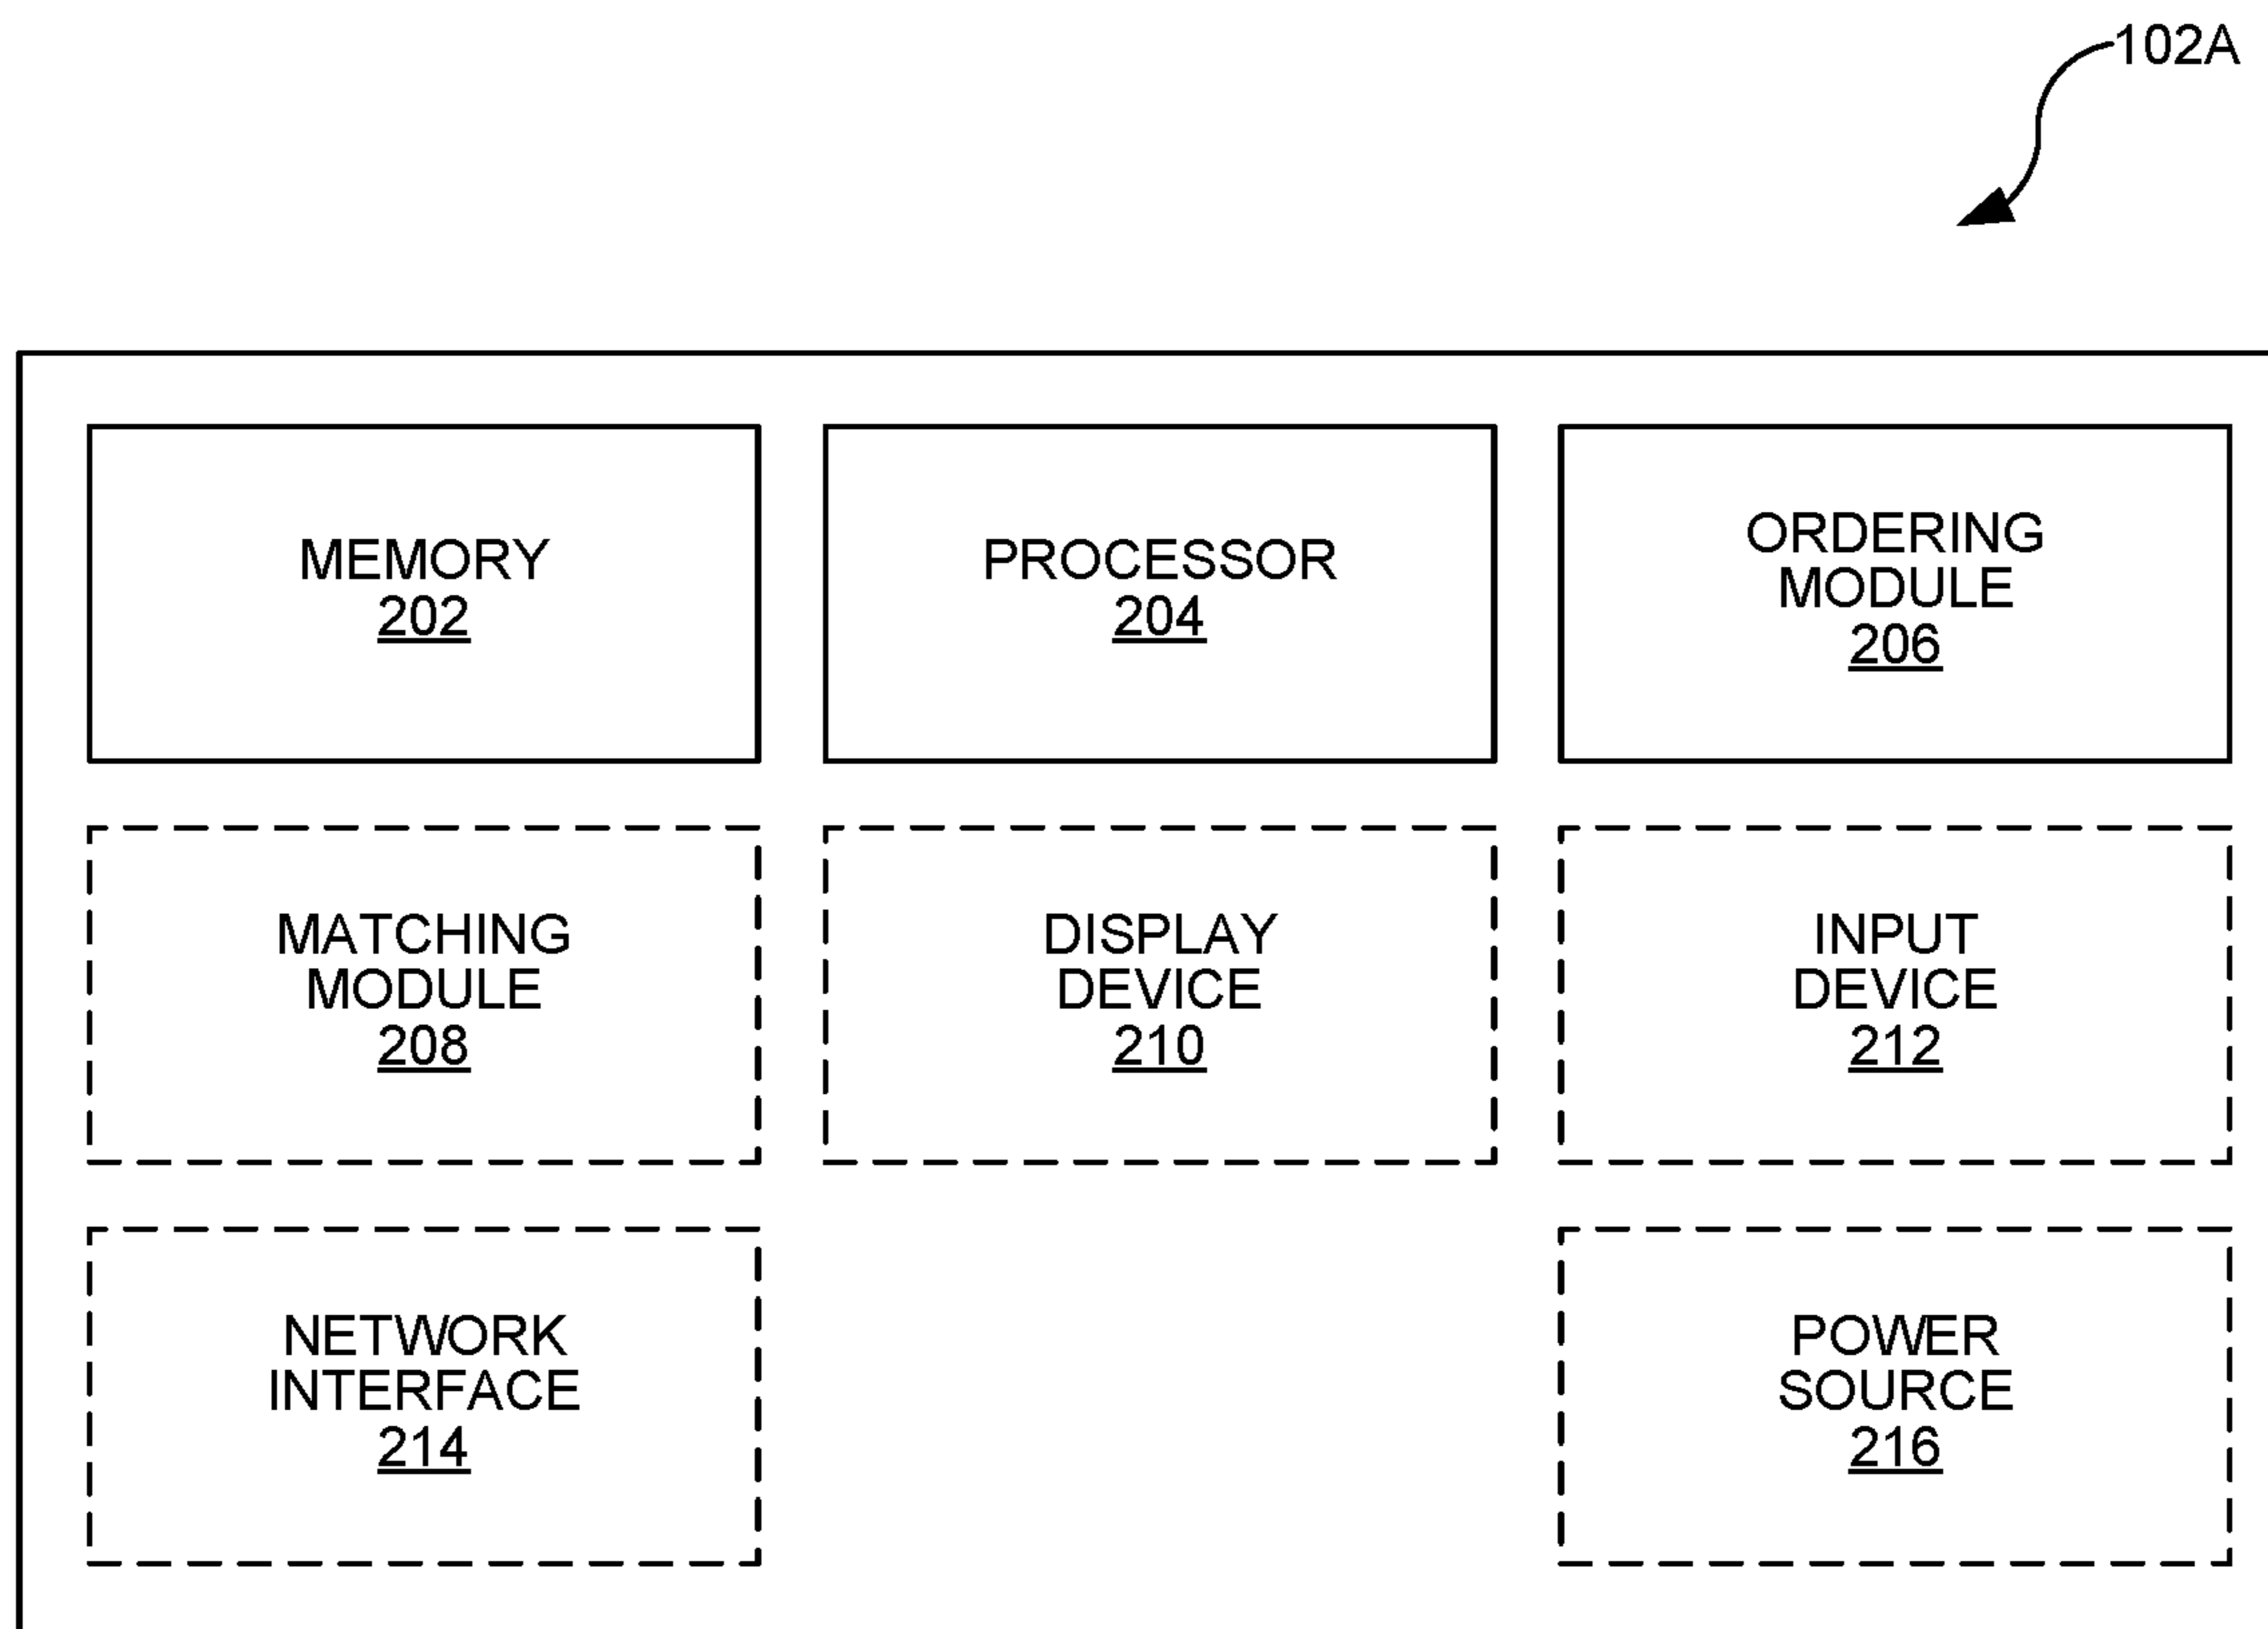 102A
MEMORY
202
PROCESSOR
204
ORDERING
MODULE
206
MATCHING
MODULE
208
DISPLAY
DEVICE
210
INPUT
DEVICE
212
NETWORK
INTERFACE
214
POWER
SOURCE
216